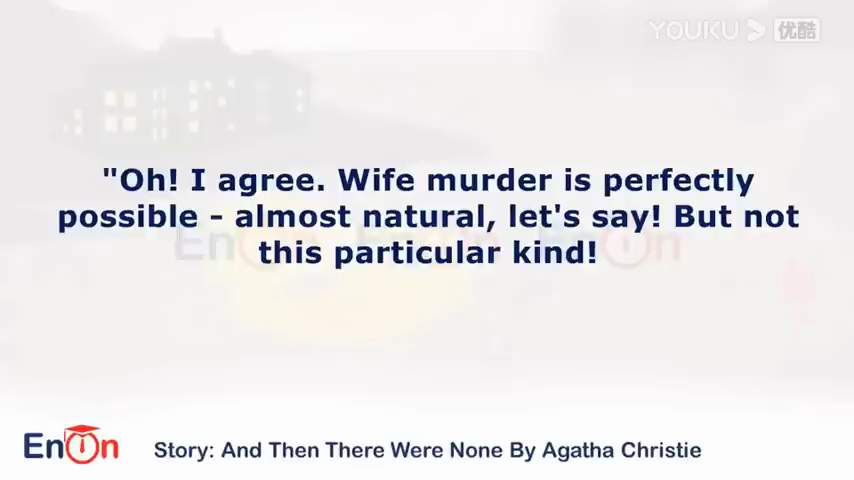 YOUKU 优酷
"Oh! I agree. Wife murder is perfectly
possible - almost natural, let's say! But not
this particular kind!
EnOn
Story: And Then There Were None By Agatha Christie